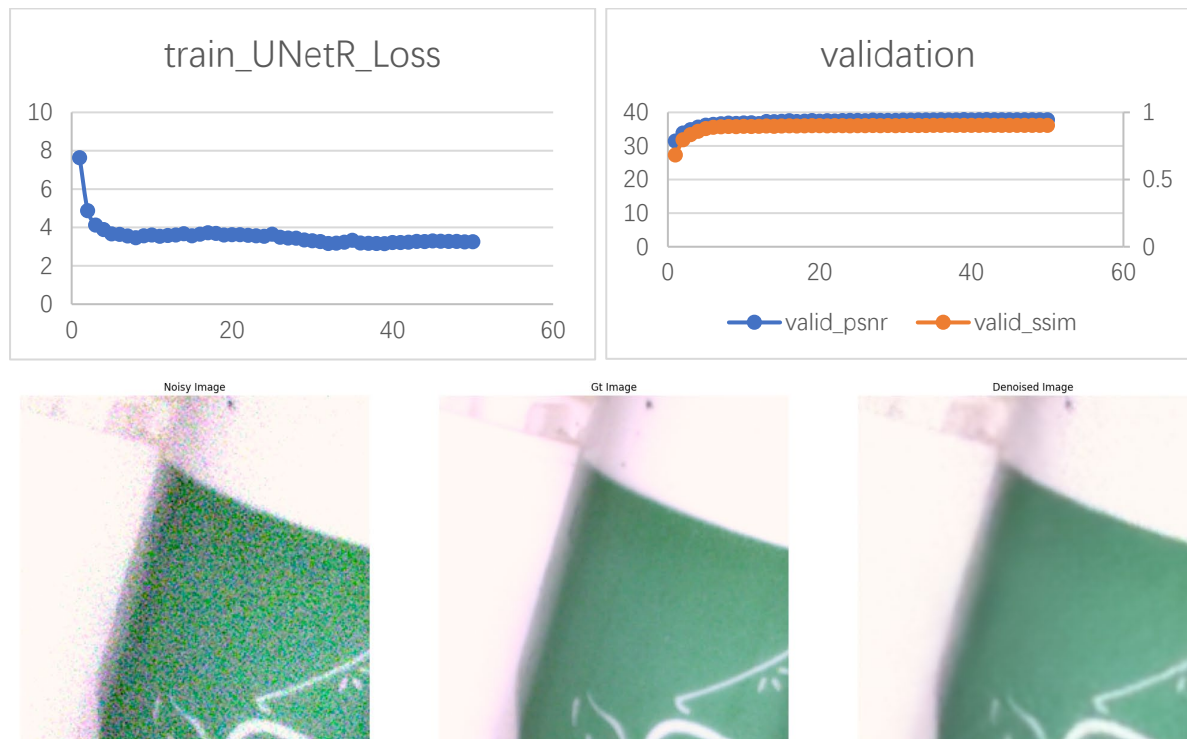 train_UNetR_Loss
10
8
6
4
2
0
0 20 40 60
validation
40
30
20
10
0
1
0.5
0
0 20 40 60
valid_psnr valid_ssim
Noisy Image
Gt Image
Denoised Image